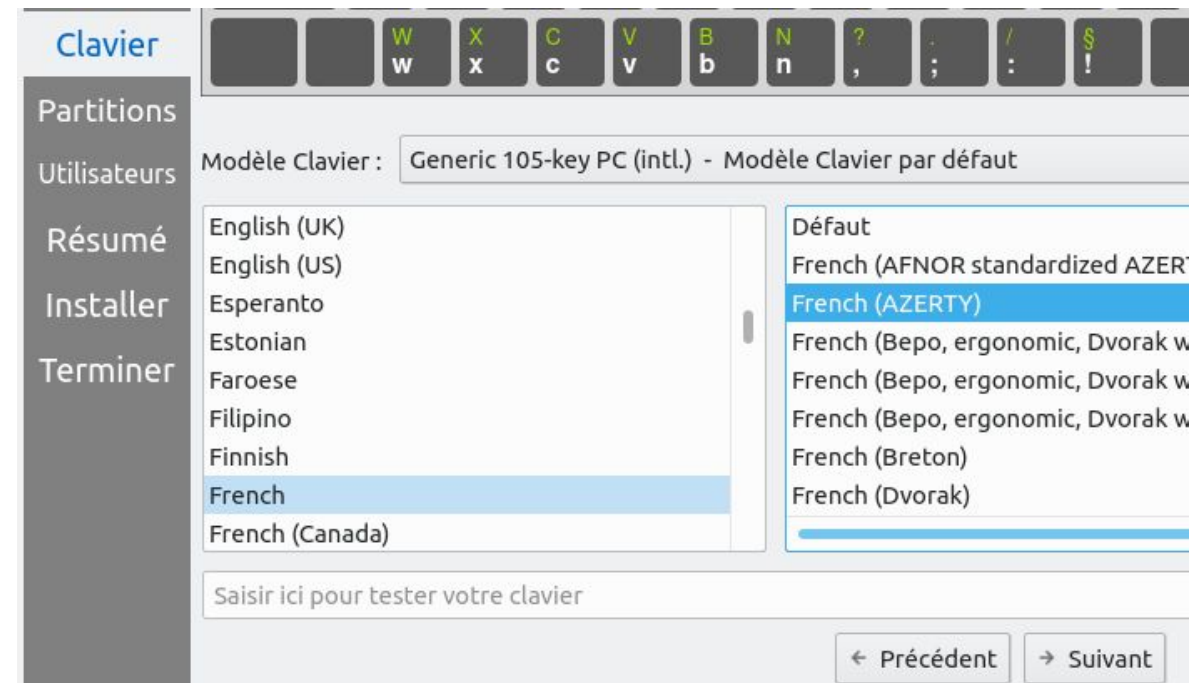 Clavier
Partitions
Utilisateurs
Résumé
Installer
Terminer
W X C V B N ? . / §
w x c v b n , ; : !
Modèle Clavier : Generic 105-key PC (intl.) - Modèle Clavier par défaut
English (UK)
English (US)
Esperanto
Estonian
Faroese
Filipino
Finnish
French
French (Canada)
Défaut
French (AFNOR standardized AZERT
French (AZERTY)
French (Bepo, ergonomic, Dvorak w
French (Bepo, ergonomic, Dvorak w
French (Bepo, ergonomic, Dvorak w
French (Breton)
French (Dvorak)
Saisir ici pour tester votre clavier
← Précédent → Suivant